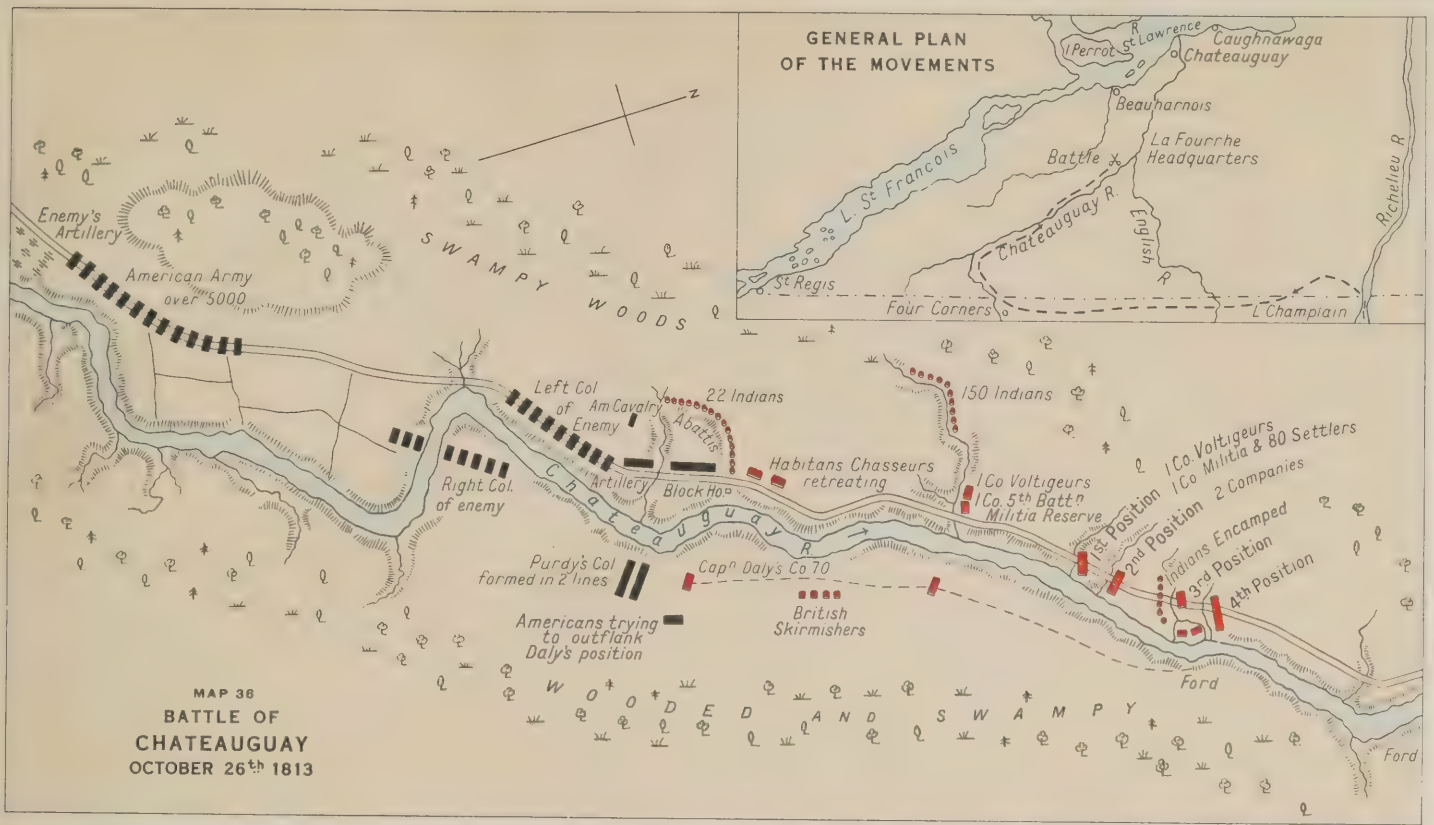 GENERAL PLAN
OF THE MOVEMENTS
I Perrot
R
St Lawrence
Caughnawaga
Chateauguay
Beauharnois
La Fourrhe
Headquarters
Battle
L. St Francois
Chateauguay R.
English
R
Richelieu R
St Regis
Four Corners
L Champlain
N
Enemy's
Artillery
American Army
over 5000
SWAMPY WOODS
Left Col
of
Enemy
Am Cavalry
22 Indians
Abattis
150 Indians
Right Col.
of enemy
Artillery
Block Ho
Habitans Chasseurs
retreating
1 Co Voltigeurs
1 Co. 5th Battn
Militia Reserve
1st Position
1 Co. Voltigeurs
1 Co Militia & 80 Settlers
2nd Position
2 Companies
Indians Encamped
3rd Position
4th Position
Chateauguay R.
Purdy's Col
formed in 2 lines
Capn Daly's Co 70
British
Skirmishers
Americans trying
to outflank
Daly's position
Ford
WOODED AND SWAMPY
Ford
MAP 36
BATTLE OF
CHATEAUGUAY
OCTOBER 26th 1813